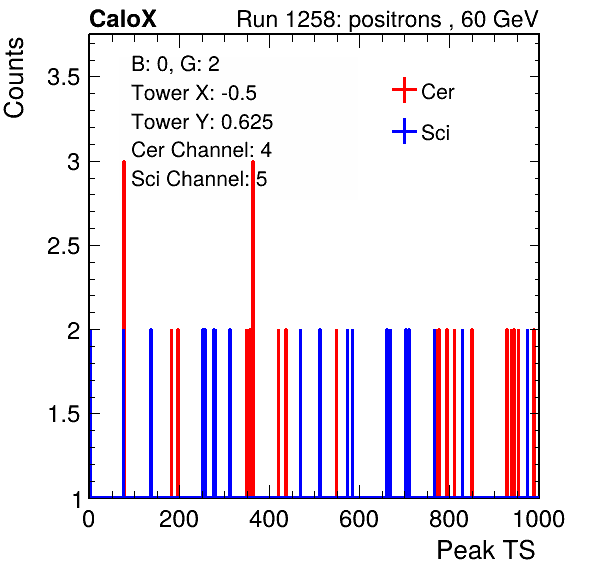 CaloX Run 1258: positrons , 60 GeV
Counts
B: 0, G: 2
Tower X: -0.5
Tower Y: 0.625
Cer Channel: 4
Sci Channel: 5
Cer
Sci
3.5
3
2.5
2
1.5
1
0 200 400 600 800 1000
Peak TS